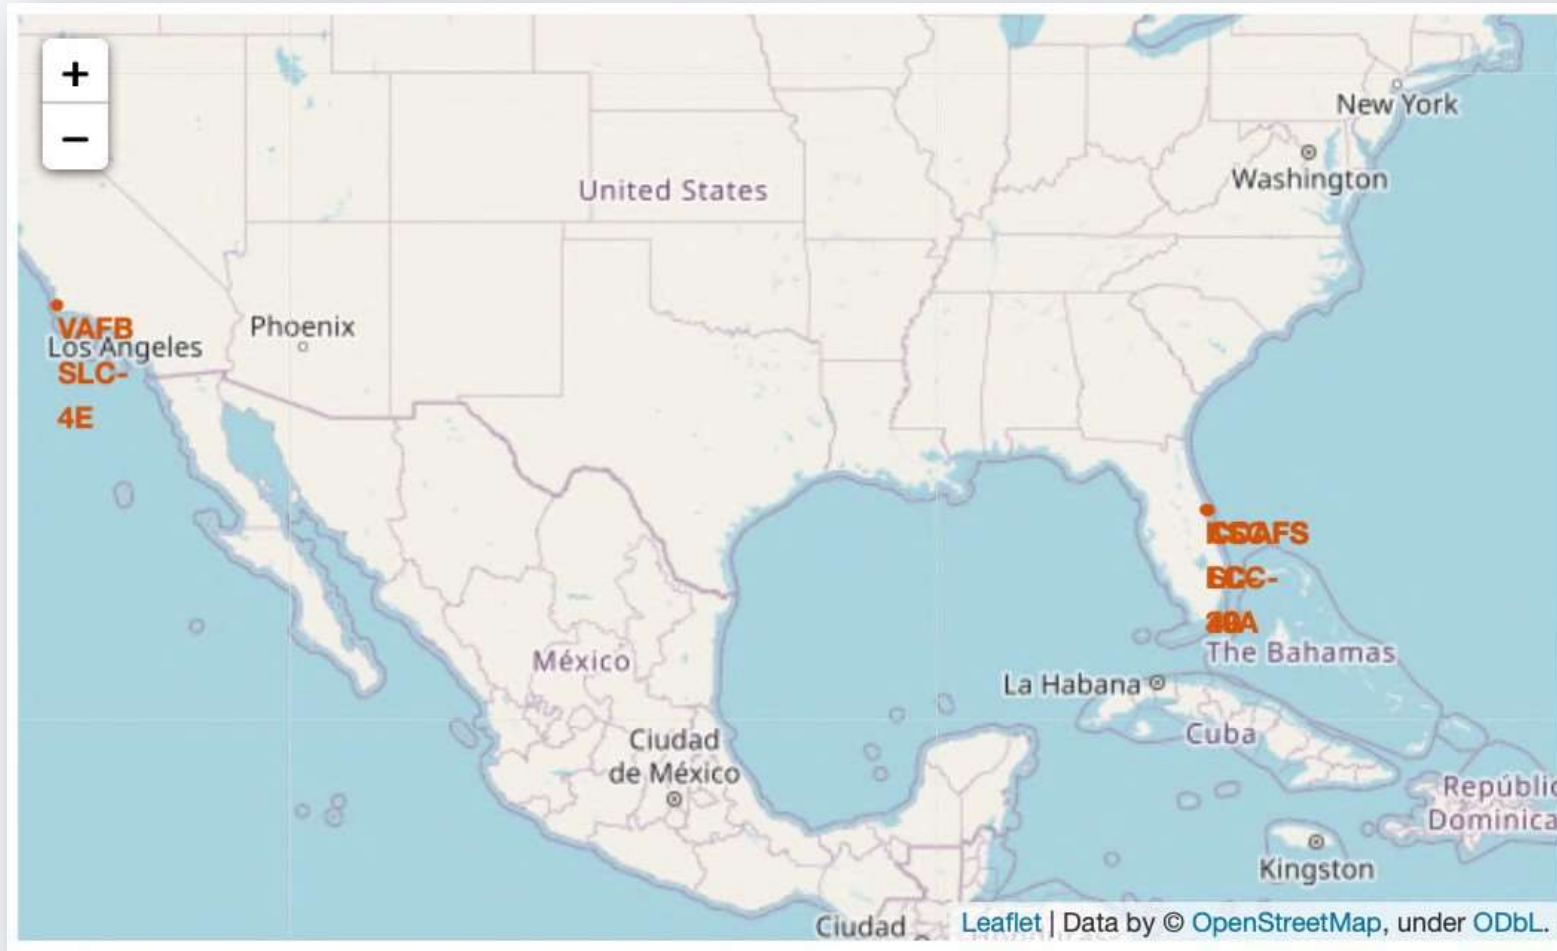 +
−
New York
Washington
United States
VAFB
Los Angeles
Phoenix
SLC-
4E
México
The Bahamas
La Habana
Cuba
Ciudad
de México
Repúblic
Dominica
Kingston
Ciudad
Leaflet | Data by © OpenStreetMap, under ODbL.